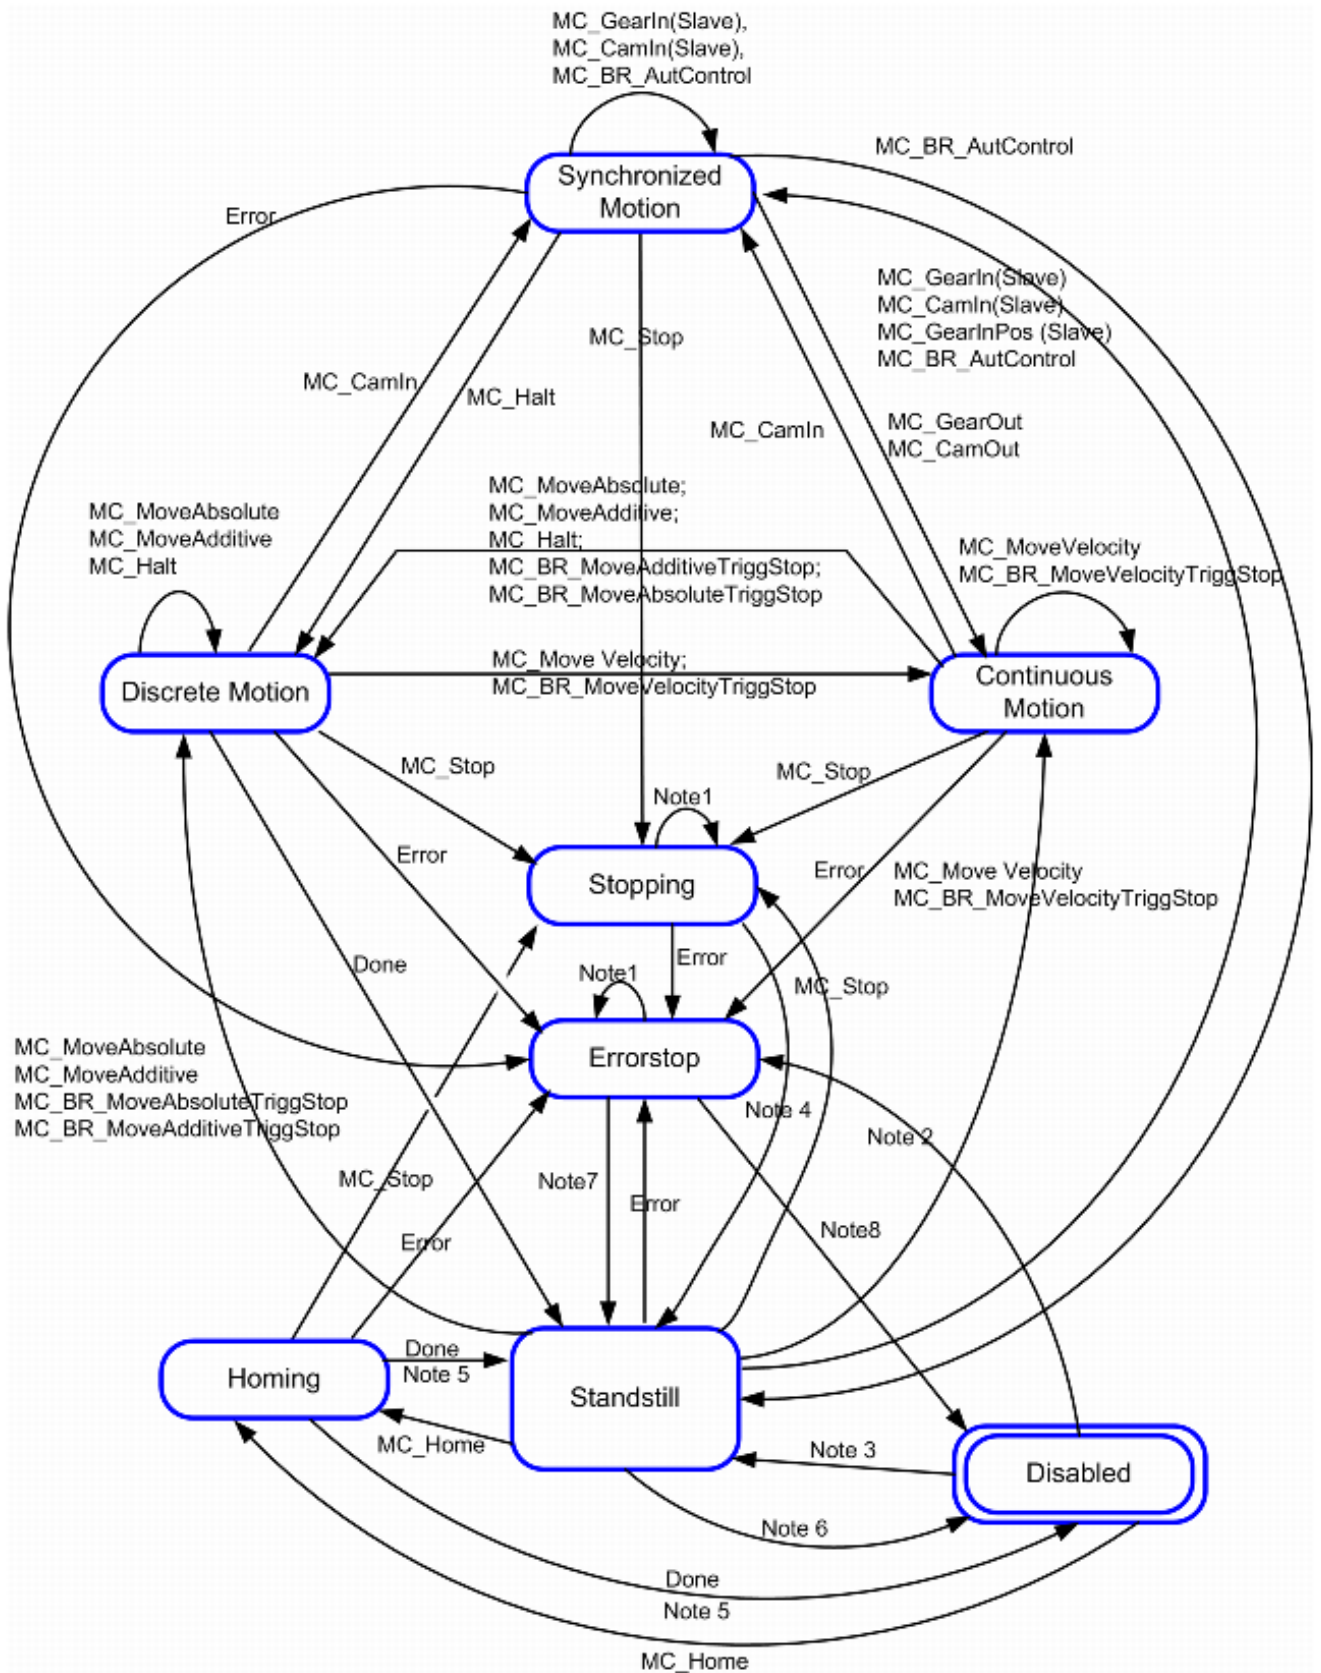 MC_GearIn(Slave),
MC_CamIn(Slave),
MC_BR_AutControl
MC_BR_AutControl
Synchronized
Motion
Error
MC_GearIn(Slave)
MC_CamIn(Slave)
MC_GearInPos (Slave)
MC_BR_AutControl
MC_Stop
MC_CamIn
MC_Halt
MC_CamIn
MC_GearOut
MC_CamOut
MC_MoveAbsolute;
MC_MoveAdditive;
MC_Halt;
MC_BR_MoveAdditiveTriggStop;
MC_BR_MoveAbsoluteTriggStop
MC_MoveAbsolute
MC_MoveAdditive
MC_Halt
MC_MoveVelocity
MC_BR_MoveVelocityTriggStop
MC_Move Velocity;
MC_BR_MoveVelocityTriggStop
Discrete Motion
Continuous
Motion
MC_Stop
MC_Stop
Note1
Error
Stopping
Error
MC_Move Velocity
MC_BR_MoveVelocityTriggStop
Done
Error
Note1
MC_Stop
Errorstop
MC_MoveAbsolute
MC_MoveAdditive
MC_BR_MoveAbsoluteTriggStop
MC_BR_MoveAdditiveTriggStop
Note 4
Note 2
MC_Stop
Note7
Error
Note8
Error
Done
Note 5
Homing
Standstill
MC_Home
Note 3
Disabled
Note 6
Done
Note 5
MC_Home